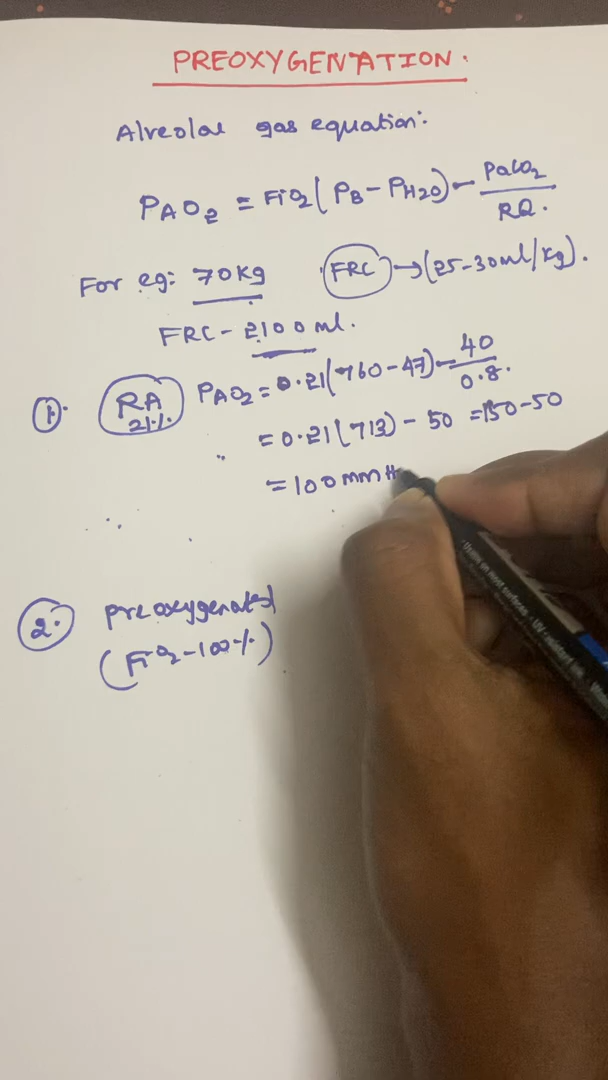 PREOXYGENATION.
Alveolar gas equation:
PAO2 = FiO2 (PB - PH2O) - PaCO2/RQ.
For eg: 70Kg FRC → (25-30ml/Kg).
FRC - 2100 ml.
1. RA 21% PAO2 = 0.21(760-47) - 40/0.8.
= 0.21(713) - 50 = 150-50
= 100 mm H
2. preoxygenated
(FiO2 - 100%)